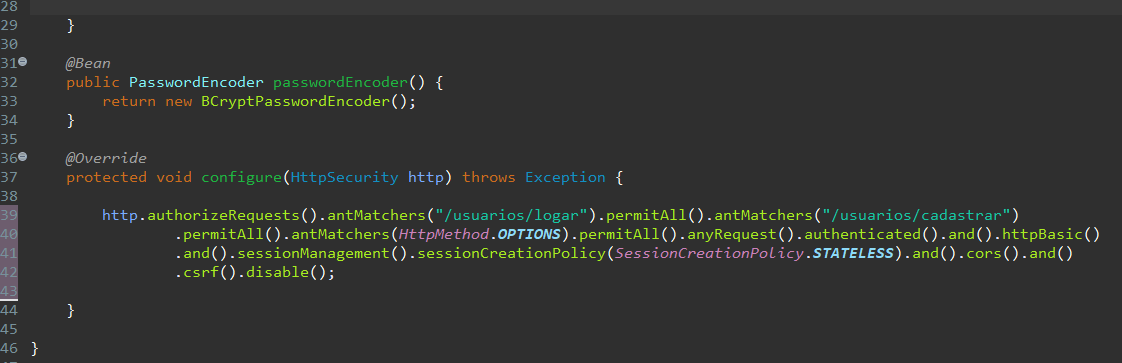 28
29     }
30
31     @Bean
32     public PasswordEncoder passwordEncoder() {
33         return new BCryptPasswordEncoder();
34     }
35
36     @Override
37     protected void configure(HttpSecurity http) throws Exception {
38
39         http.authorizeRequests().antMatchers("/usuarios/logar").permitAll().antMatchers("/usuarios/cadastrar")
40                 .permitAll().antMatchers(HttpMethod.OPTIONS).permitAll().anyRequest().authenticated().and().httpBasic()
41                 .and().sessionManagement().sessionCreationPolicy(SessionCreationPolicy.STATELESS).and().cors().and()
42                 .csrf().disable();
43
44     }
45
46 }